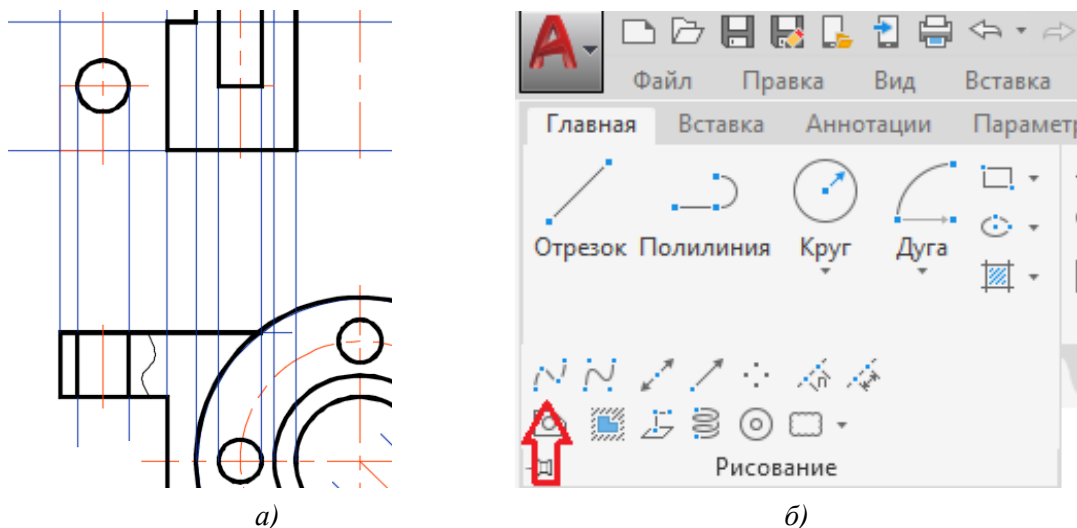 Файл Правка Вид Вставка
Главная Вставка Аннотации Парамет
Отрезок Полилиния Круг Дуга
Рисование
а) б)